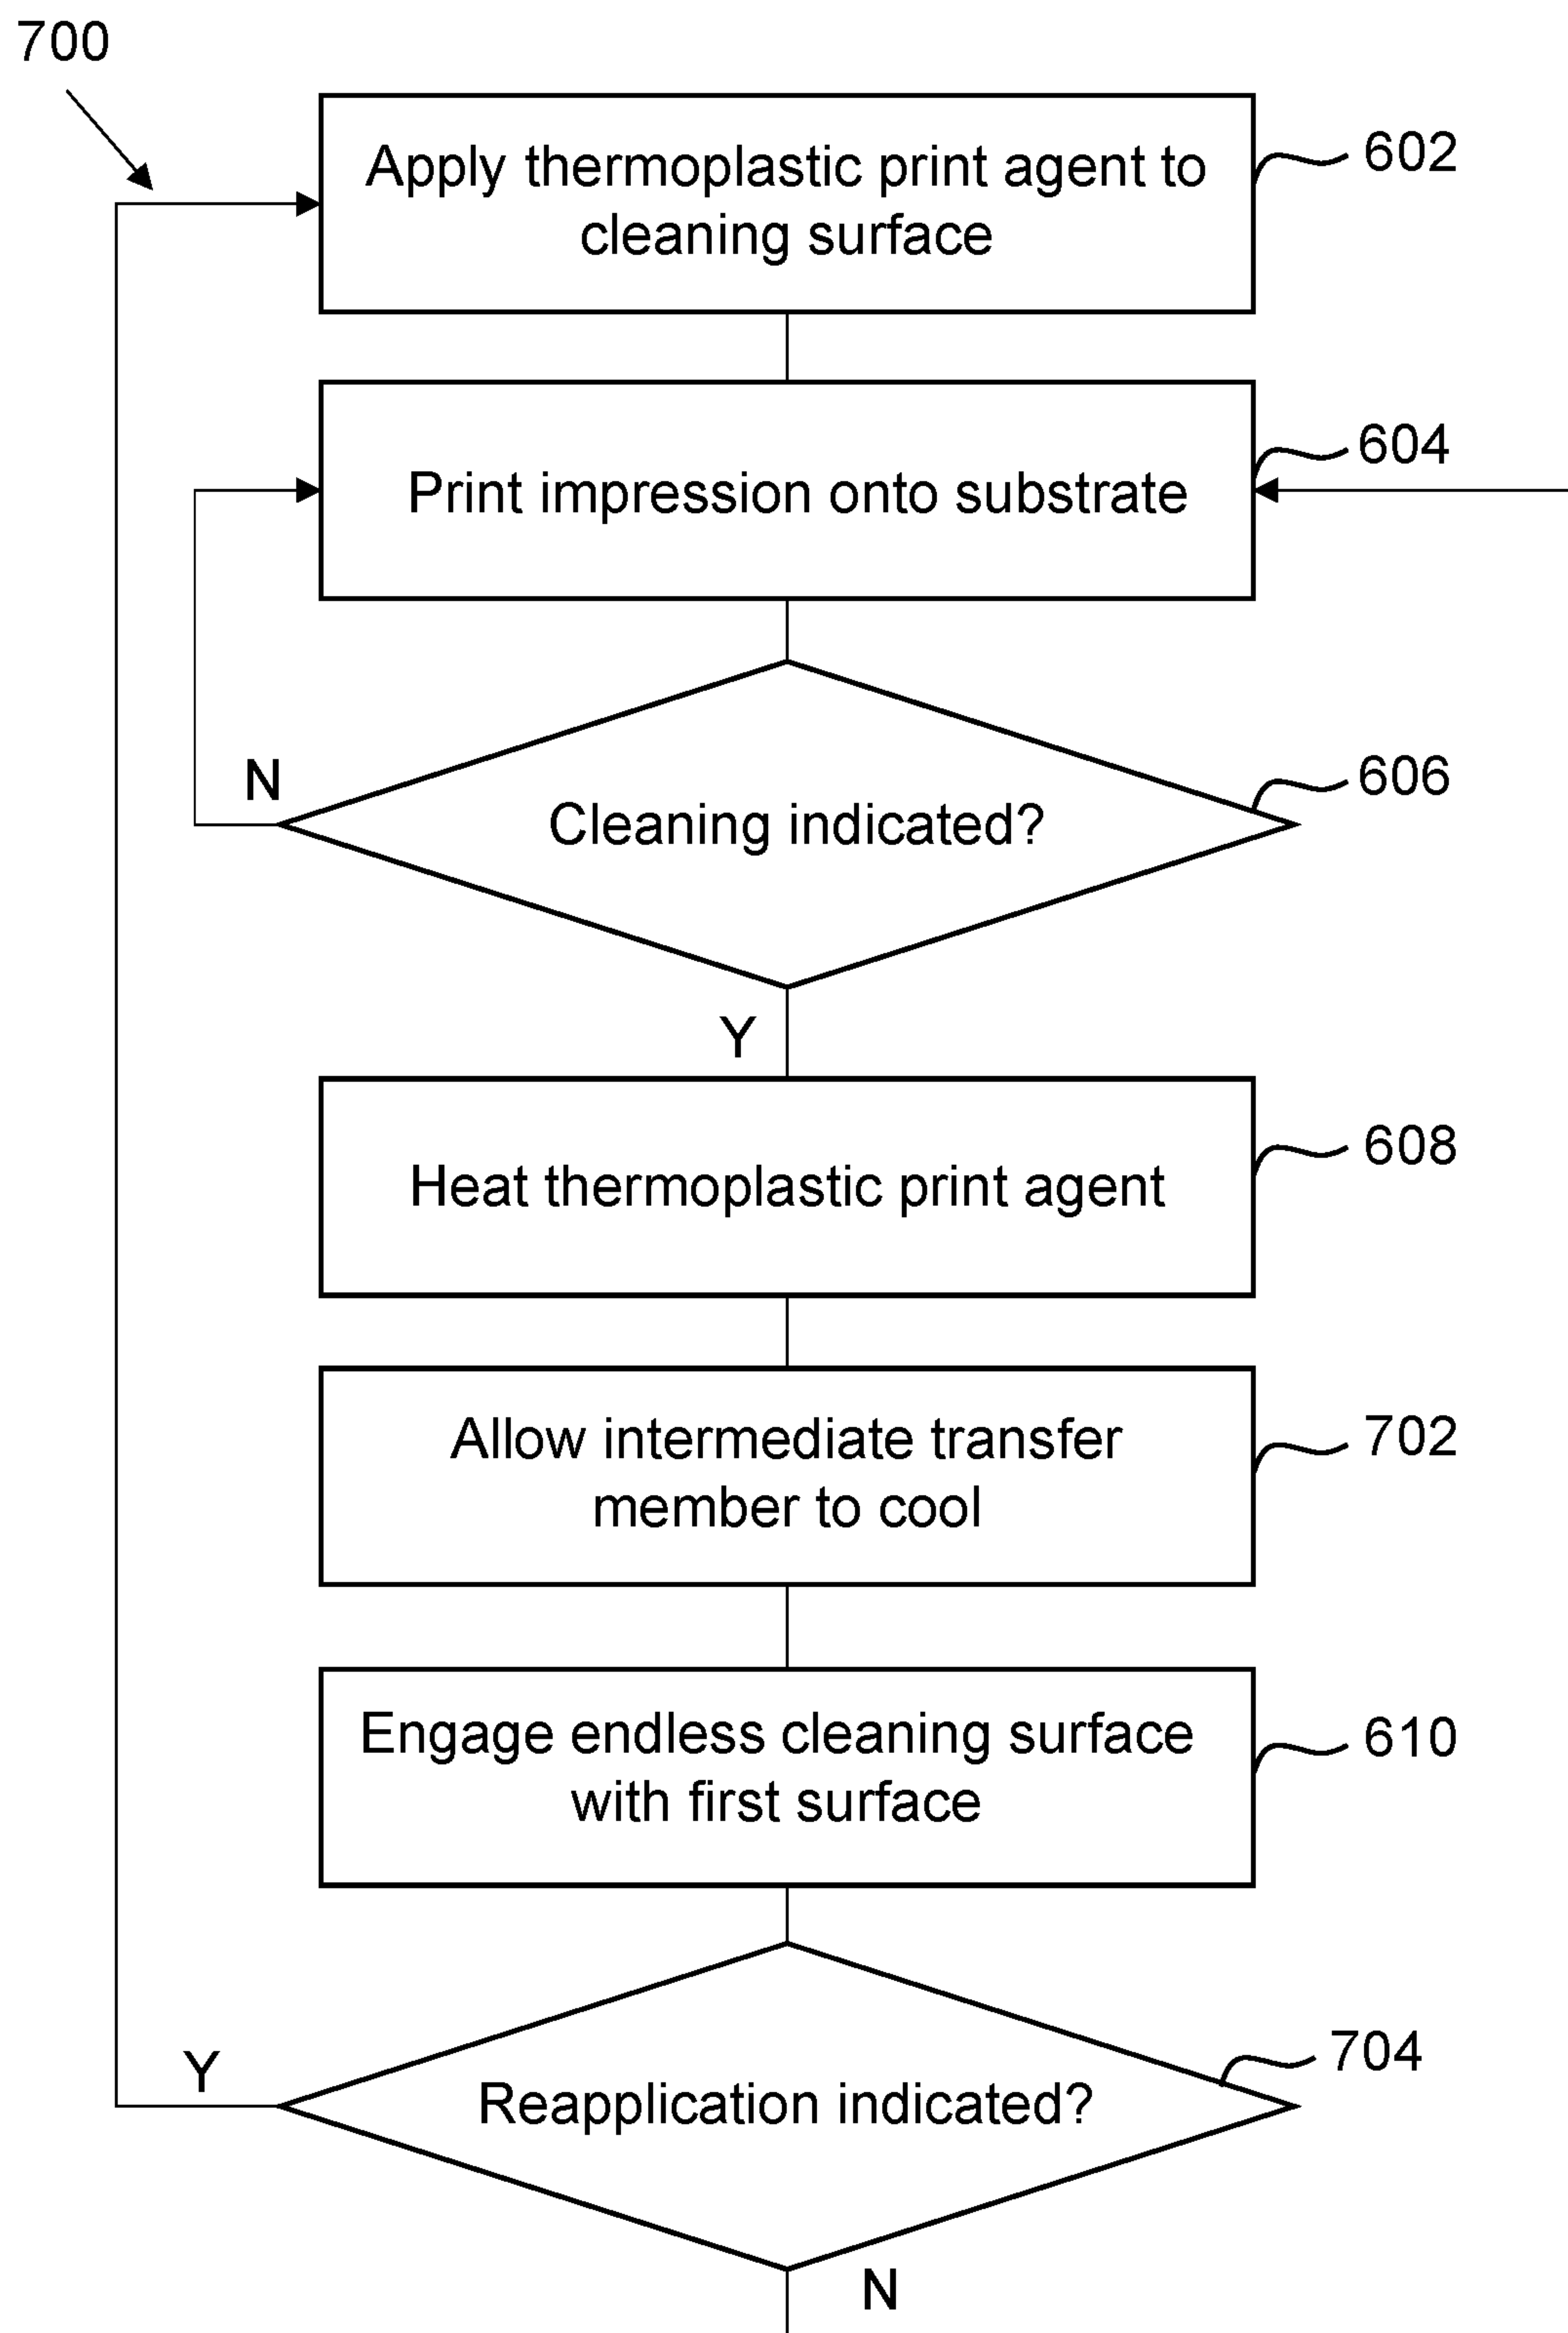 700
Apply thermoplastic print agent to
cleaning surface
602
Print impression onto substrate
604
N
Cleaning indicated?
606
Y
Heat thermoplastic print agent
608
Allow intermediate transfer
member to cool
702
Engage endless cleaning surface
with first surface
610
Y
Reapplication indicated?
704
N